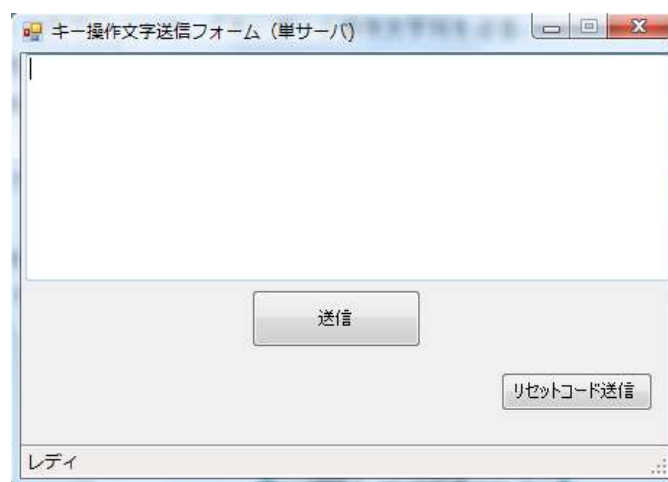 キー操作文字送信フォーム（単サーバ）
送信
リセットコード送信
レディ